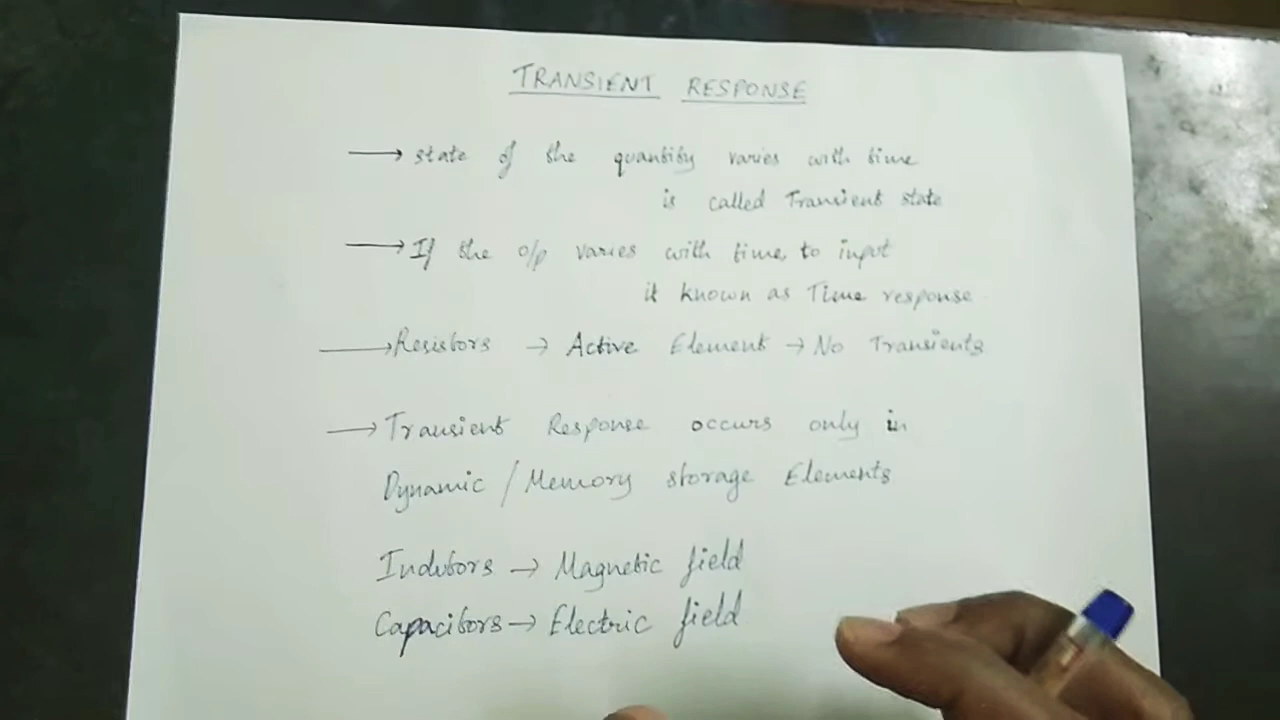 TRANSIENT RESPONSE
→ state of the quantity varies with time
is called Transient state
→ If the o/p varies with time, to input
it known as Time response
→ Resistors → Active Element → No Transients
→ Transient Response occurs only in
Dynamic / Memory storage Elements
Indutors → Magnetic field
Capacitors → Electric field